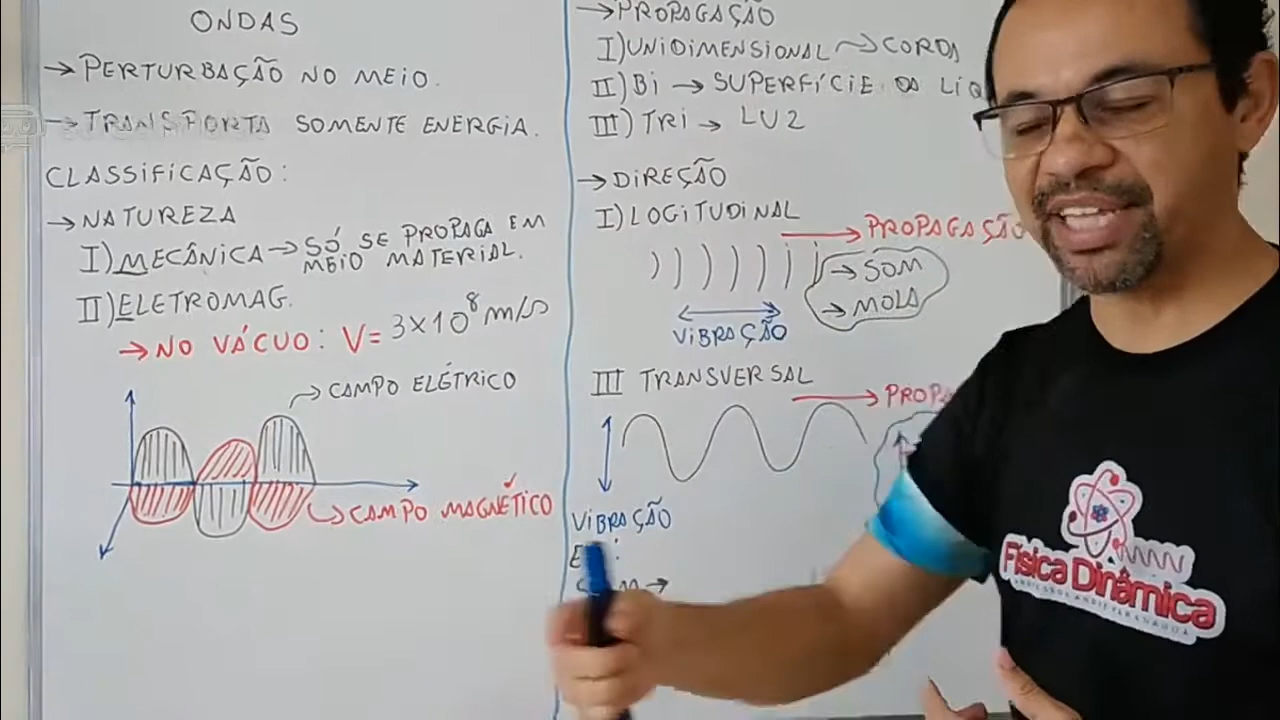 ONDAS
→ PERTURBAÇÃO NO MEIO.
→ TRANSPORTA SOMENTE ENERGIA.
CLASSIFICAÇÃO:
→ NATUREZA
I) MECÂNICA → SÓ SE PROPAGA EM
MEIO MATERIAL.
II) ELETROMAG.
→ NO VÁCUO: V = 3×10⁸ m/s
→ CAMPO ELÉTRICO
→ CAMPO MAGNÉTICO
→ PROPAGAÇÃO
I) UNIDIMENSIONAL → CORDA
II) BI → SUPERFÍCIE DA LIQ
III) TRI → LUZ
→ DIREÇÃO
I) LOGITUDINAL
→ PROPAGAÇÃO
→ SOM
→ MOLA
VIBRAÇÃO
III TRANSVERSAL
→ PROPA
VIBRAÇÃO
Física Dinâmica